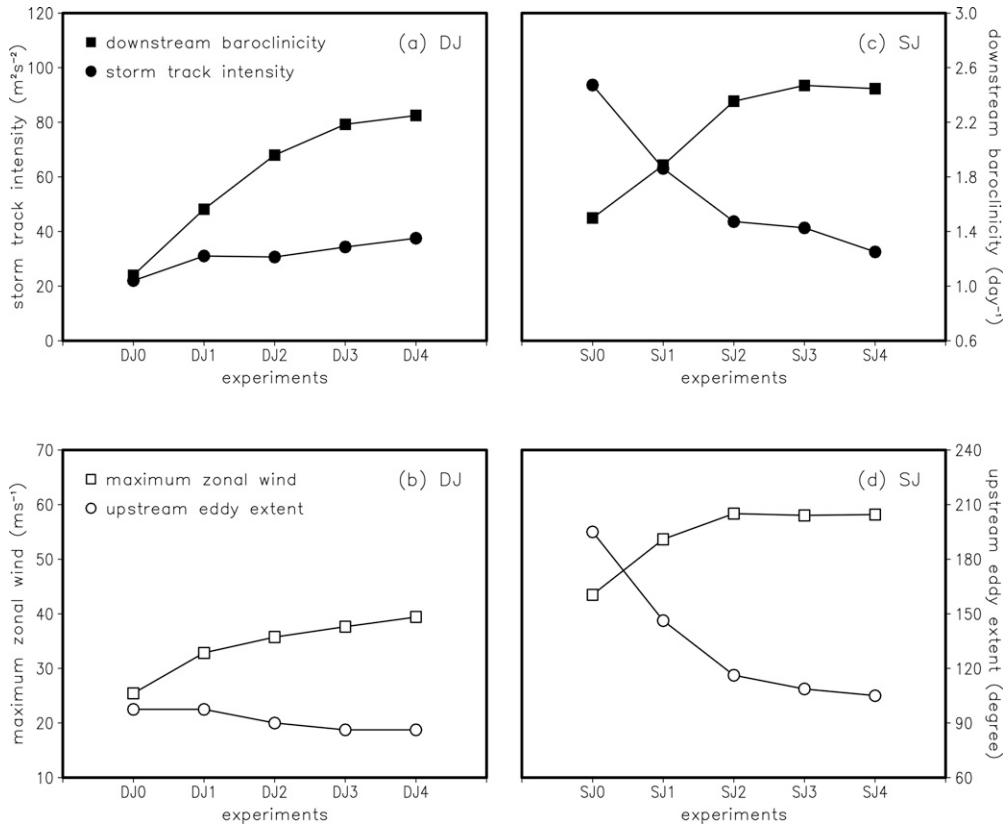 (a) DJ
downstream baroclinicity
storm track intensity
storm track intensity (m²s⁻²)
120
100
80
60
40
20
0
DJ0 DJ1 DJ2 DJ3 DJ4
experiments
(c) SJ
3.0
2.6
2.2
1.8
1.4
1.0
0.6
downstream baroclinicity (day⁻¹)
SJ0 SJ1 SJ2 SJ3 SJ4
experiments
(b) DJ
maximum zonal wind
upstream eddy extent
maximum zonal wind (ms⁻¹)
70
60
50
40
30
20
10
DJ0 DJ1 DJ2 DJ3 DJ4
experiments
(d) SJ
240
210
180
150
120
90
60
upstream eddy extent (degree)
SJ0 SJ1 SJ2 SJ3 SJ4
experiments